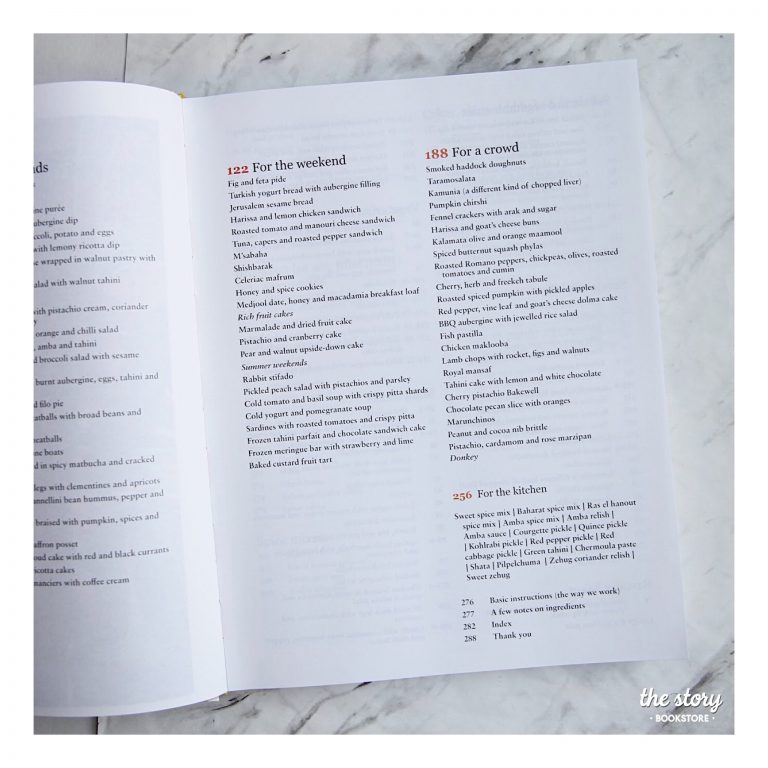 ids
one purée
aubergine dip
ccoli, potato and eggs
with lemony ricotta dip
se wrapped in walnut pastry with
salad with walnut tahini
with pistachio cream, coriander
y
orange and chilli salad
, amba and tahini
d broccoli salad with sesame
burnt aubergine, eggs, tahini and
d filo pie
eatballs with broad beans and
neatballs
ne boats
d in spicy matbucha and cracked
legs with clementines and apricots
annellini bean hummus, pepper and
braised with pumpkin, spices and
affron posset
oud cake with red and black currants
icotta cakes
nanciers with coffee cream
122 For the weekend
Fig and feta pide
Turkish yogurt bread with aubergine filling
Jerusalem sesame bread
Harissa and lemon chicken sandwich
Roasted tomato and manouri cheese sandwich
Tuna, capers and roasted pepper sandwich
M'sabaha
Shishbarak
Celeriac mafrum
Honey and spice cookies
Medjool date, honey and macadamia breakfast loaf
Rich fruit cakes
Marmalade and dried fruit cake
Pistachio and cranberry cake
Pear and walnut upside-down cake
Summer weekends
Rabbit stifado
Pickled peach salad with pistachios and parsley
Cold tomato and basil soup with crispy pitta shards
Cold yogurt and pomegranate soup
Sardines with roasted tomatoes and crispy pitta
Frozen tahini parfait and chocolate sandwich cake
Frozen meringue bar with strawberry and lime
Baked custard fruit tart
188 For a crowd
Smoked haddock doughnuts
Taramosalata
Kamunia (a different kind of chopped liver)
Pumpkin chirshi
Fennel crackers with arak and sugar
Harissa and goat's cheese buns
Kalamata olive and orange maamool
Spiced butternut squash phylas
Roasted Romano peppers, chickpeas, olives, roasted
tomatoes and cumin
Cherry, herb and freekeh tabule
Roasted spiced pumpkin with pickled apples
Red pepper, vine leaf and goat's cheese dolma cake
BBQ aubergine with jewelled rice salad
Fish pastilla
Chicken maklooba
Lamb chops with rocket, figs and walnuts
Royal mansaf
Tahini cake with lemon and white chocolate
Cherry pistachio Bakewell
Chocolate pecan slice with oranges
Marunchinos
Peanut and cocoa nib brittle
Pistachio, cardamom and rose marzipan
Donkey
256 For the kitchen
Sweet spice mix | Baharat spice mix | Ras el hanout
spice mix | Amba spice mix | Amba relish |
Amba sauce | Courgette pickle | Quince pickle
| Kohlrabi pickle | Red pepper pickle | Red
cabbage pickle | Green tahini | Chermoula paste
| Shata | Pilpelchuma | Zehug coriander relish |
Sweet zehug
276 Basic instructions (the way we work)
277 A few notes on ingredients
282 Index
288 Thank you
the story
• BOOKSTORE •